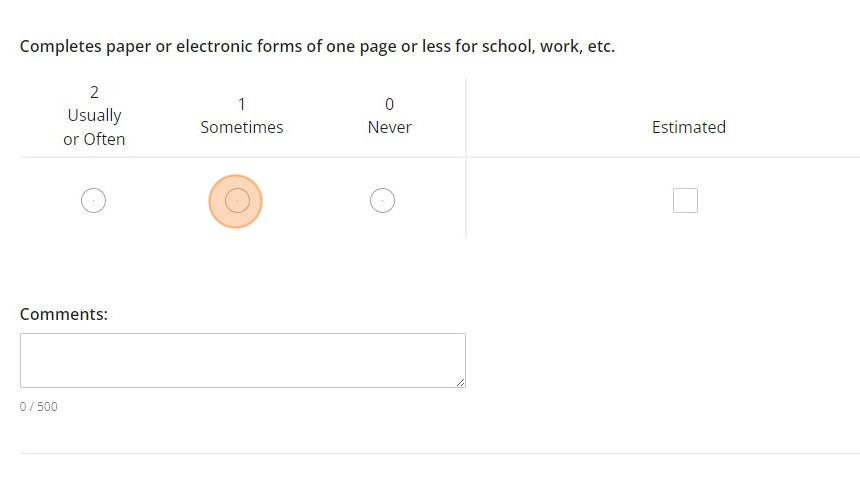 Completes paper or electronic forms of one page or less for school, work, etc.
2
Usually
or Often
1
Sometimes
0
Never
Estimated
Comments:
0 / 500